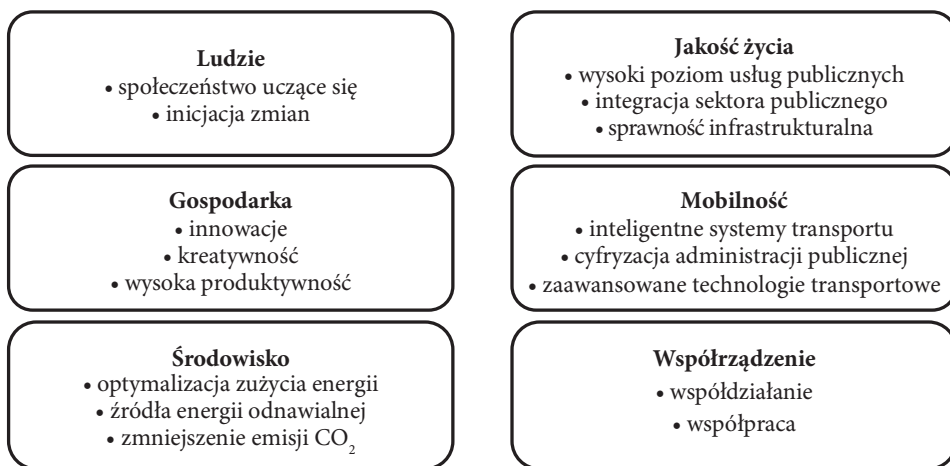 Ludzie
• społeczeństwo uczące się
• inicjacja zmian
Jakość życia
• wysoki poziom usług publicznych
• integracja sektora publicznego
• sprawność infrastrukturalna
Gospodarka
• innowacje
• kreatywność
• wysoka produktywność
Mobilność
• inteligentne systemy transportu
• cyfryzacja administracji publicznej
• zaawansowane technologie transportowe
Środowisko
• optymalizacja zużycia energii
• źródła energii odnawialnej
• zmniejszenie emisji CO₂
Współrządzenie
• współdziałanie
• współpraca